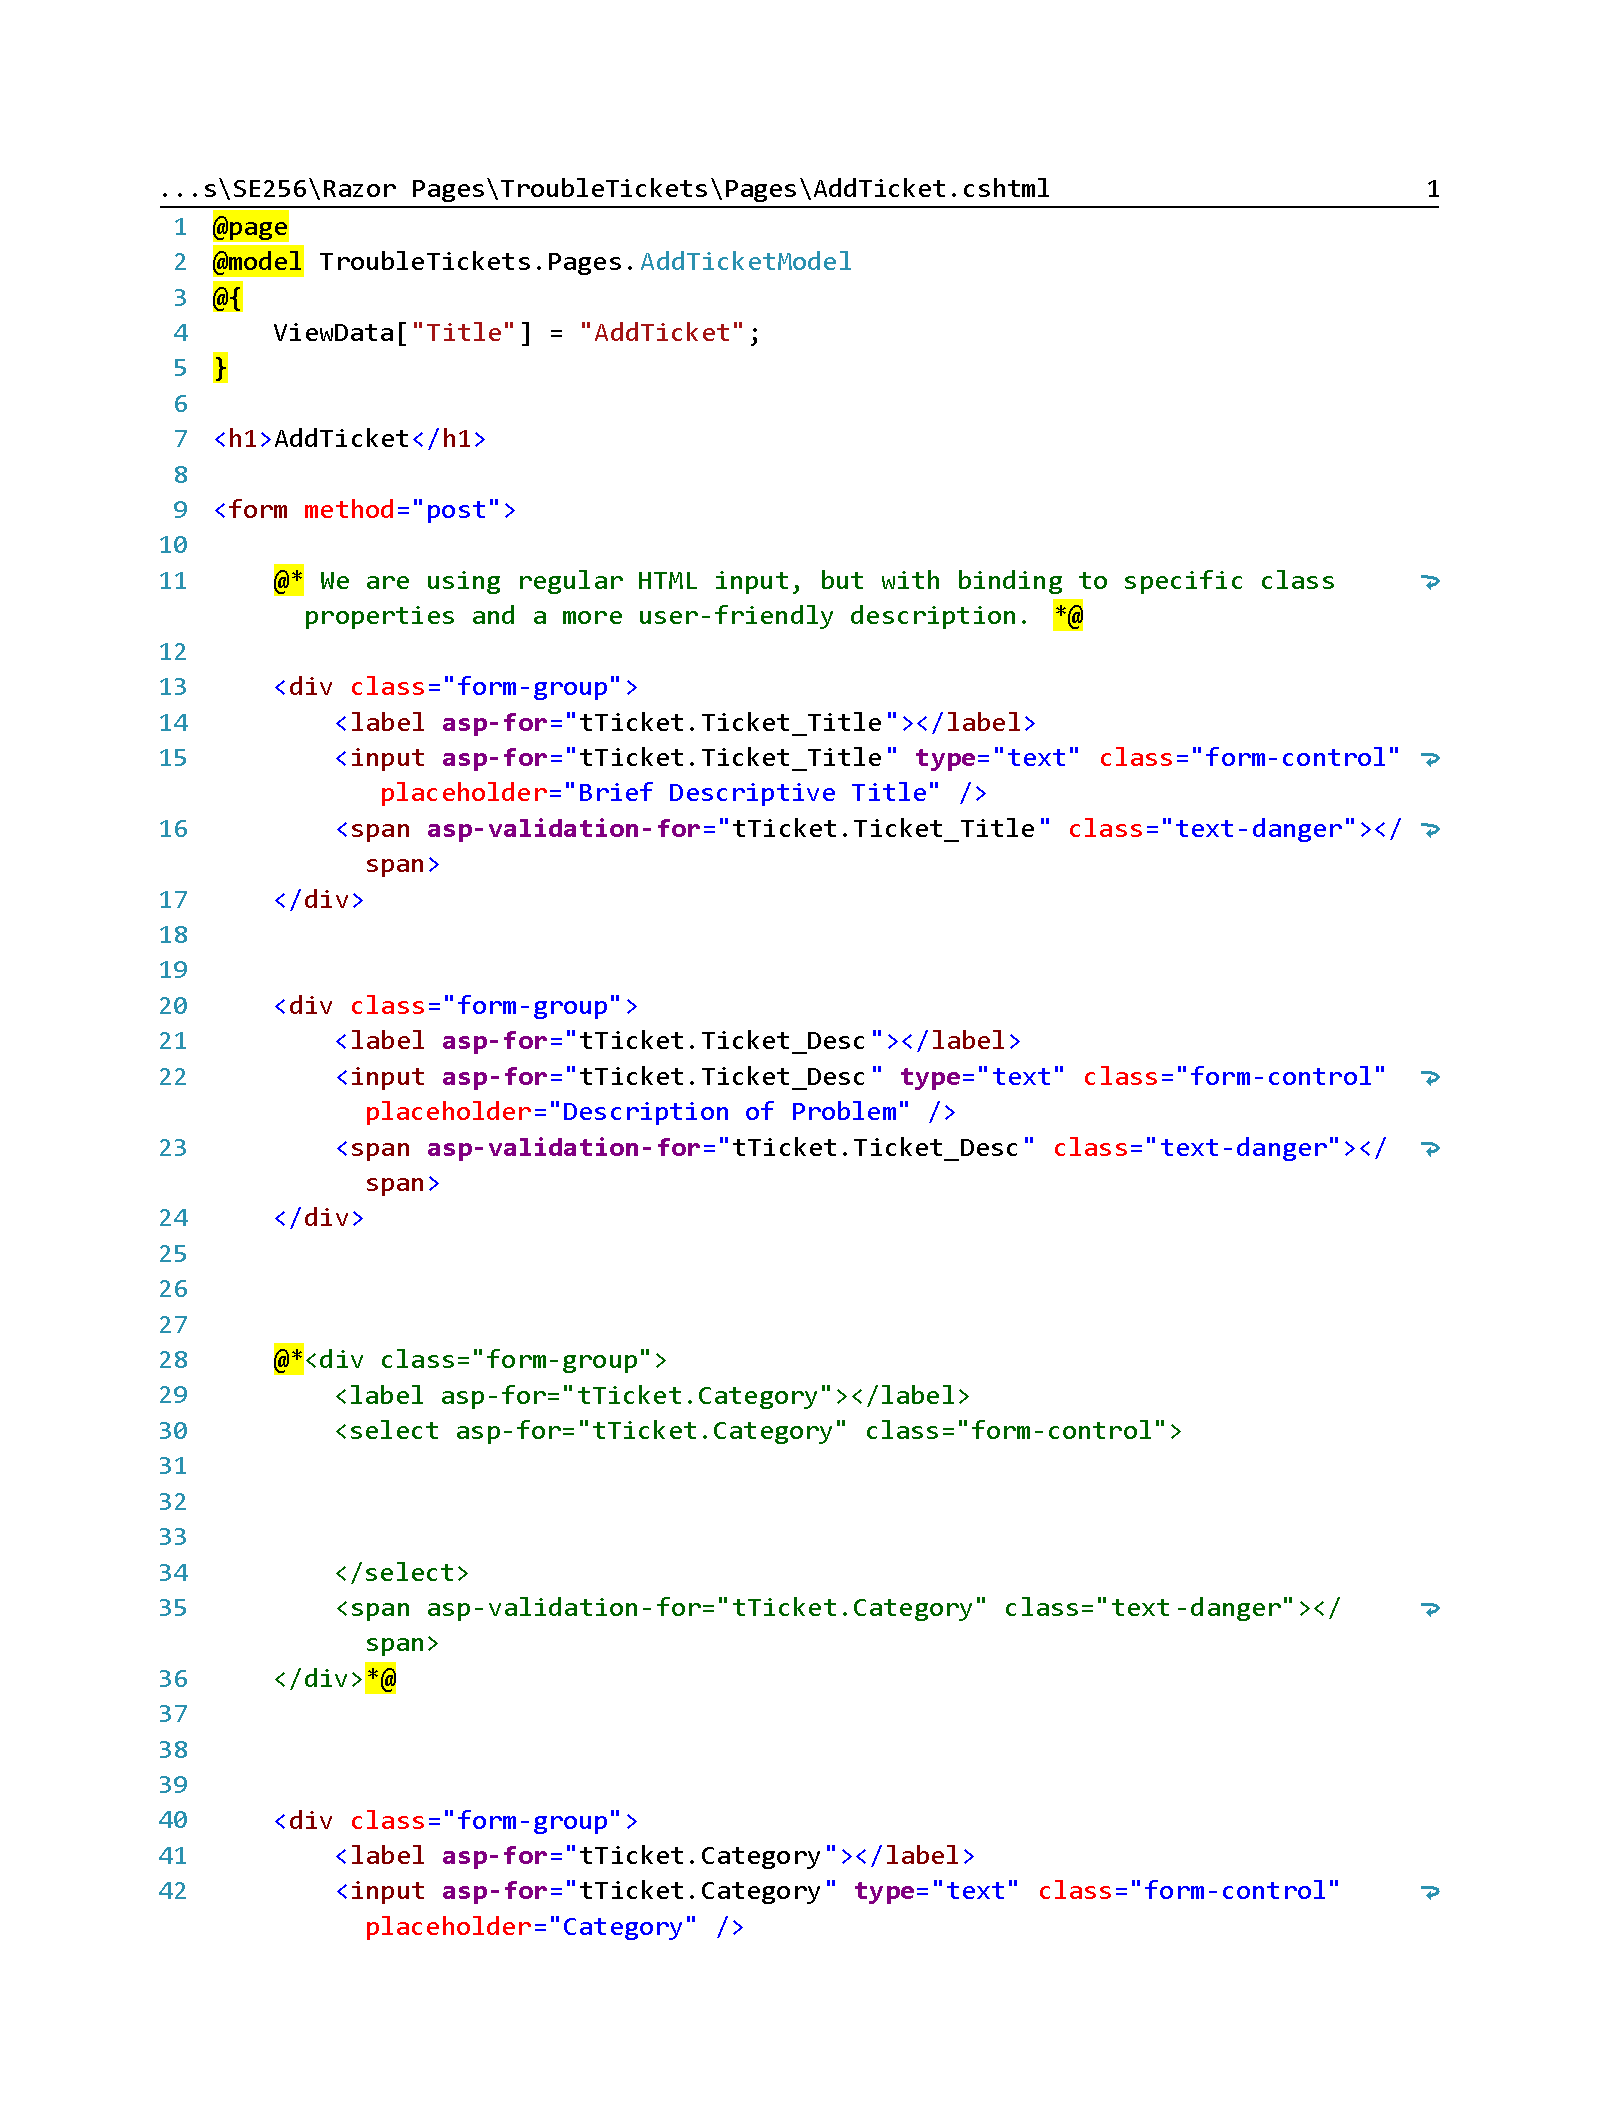 ...s\SE256\Razor Pages\TroubleTickets\Pages\AddTicket.cshtml 1
1 @page
2 @model TroubleTickets.Pages.AddTicketModel
3 @{
4 ViewData["Title"] = "AddTicket";
5 }
6
7 <h1>AddTicket</h1>
8
9 <form method="post">
10
11 @* We are using regular HTML input, but with binding to specific class
properties and a more user-friendly description. *@
12
13 <div class="form-group">
14 <label asp-for="tTicket.Ticket_Title"></label>
15 <input asp-for="tTicket.Ticket_Title" type="text" class="form-control"
placeholder="Brief Descriptive Title" />
16 <span asp-validation-for="tTicket.Ticket_Title" class="text-danger"></
span>
17 </div>
18
19
20 <div class="form-group">
21 <label asp-for="tTicket.Ticket_Desc"></label>
22 <input asp-for="tTicket.Ticket_Desc" type="text" class="form-control"
placeholder="Description of Problem" />
23 <span asp-validation-for="tTicket.Ticket_Desc" class="text-danger"></
span>
24 </div>
25
26
27
28 @*<div class="form-group">
29 <label asp-for="tTicket.Category"></label>
30 <select asp-for="tTicket.Category" class="form-control">
31
32
33
34 </select>
35 <span asp-validation-for="tTicket.Category" class="text-danger"></
span>
36 </div>*@
37
38
39
40 <div class="form-group">
41 <label asp-for="tTicket.Category"></label>
42 <input asp-for="tTicket.Category" type="text" class="form-control"
placeholder="Category" />